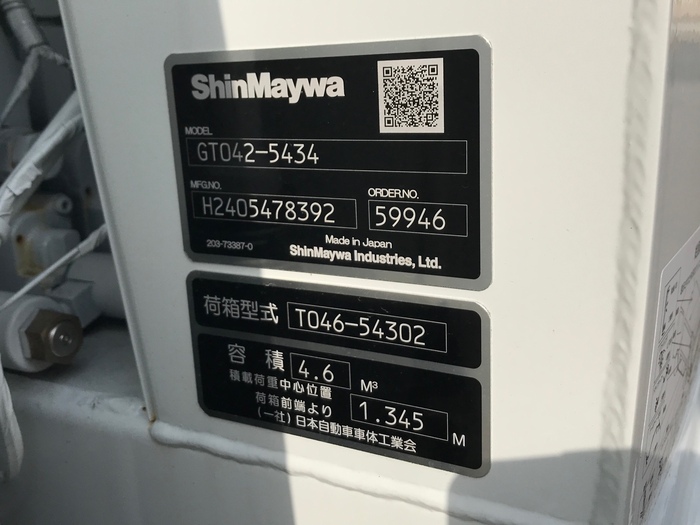 ShinMaywa
MODEL
GT042-5434
MFG.NO.
H2405478392
ORDER.NO.
59946
203-73387-0
Made in Japan
ShinMaywa Industries, Ltd.
荷箱型式 T046-54302
容積 4.6 M³
積載荷重中心位置
荷箱前端より 1.345 M
(一社)日本自動車車体工業会